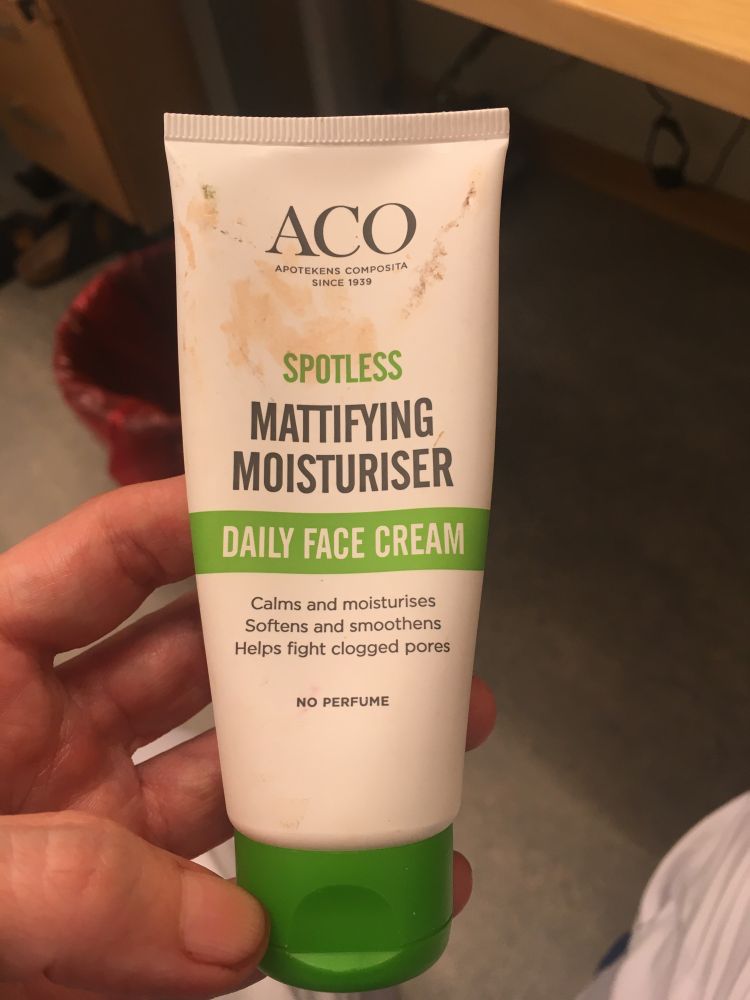 ACO
APOTEKENS COMPOSITA
SINCE 1939
SPOTLESS
MATTIFYING
MOISTURISER
DAILY FACE CREAM
Calms and moisturises
Softens and smoothens
Helps fight clogged pores
NO PERFUME